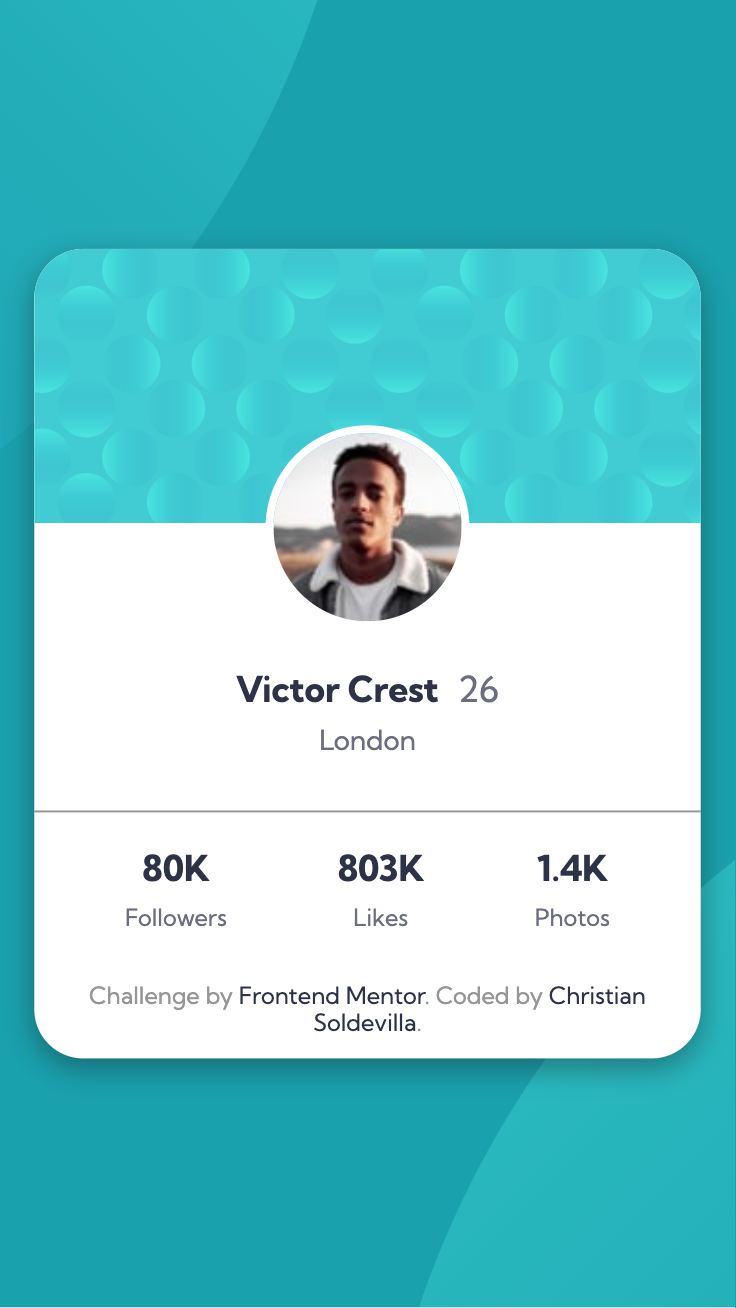 Victor Crest 26
London
80K 803K 1.4K
Followers Likes Photos
Challenge by Frontend Mentor. Coded by Christian
Soldevilla.